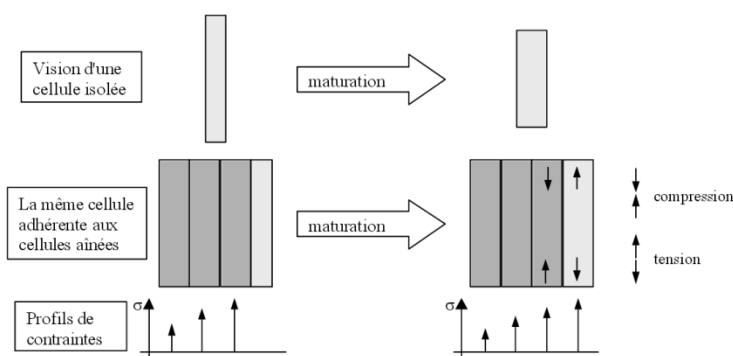 Vision d'une
cellule isolée
maturation
La même cellule
adhérente aux
cellules aînées
maturation
compression
tension
Profils de
contraintes
σ
σ